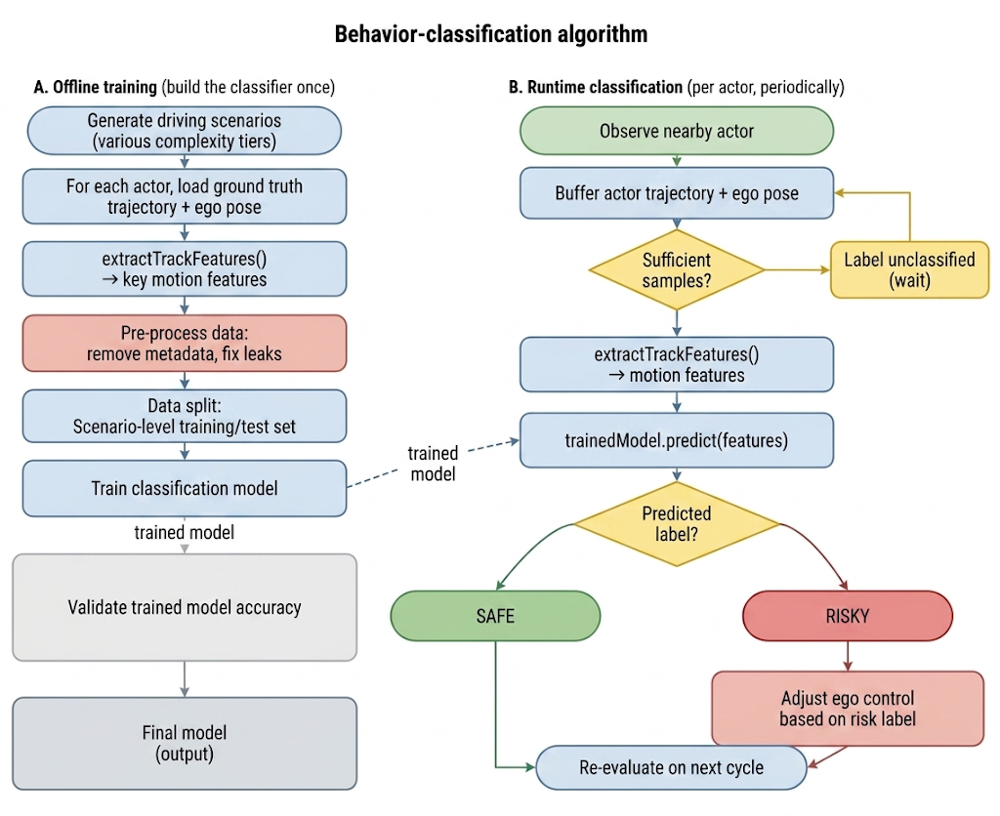 Behavior-classification algorithm
A. Offline training (build the classifier once)
Generate driving scenarios
(various complexity tiers)
For each actor, load ground truth
trajectory + ego pose
extractTrackFeatures()
→ key motion features
Pre-process data:
remove metadata, fix leaks
Data split:
Scenario-level training/test set
Train classification model
trained model
Validate trained model accuracy
Final model
(output)
trained
model
B. Runtime classification (per actor, periodically)
Observe nearby actor
Buffer actor trajectory + ego pose
Sufficient
samples?
Label unclassified
(wait)
extractTrackFeatures()
→ motion features
trainedModel.predict(features)
Predicted
label?
SAFE
RISKY
Adjust ego control
based on risk label
Re-evaluate on next cycle